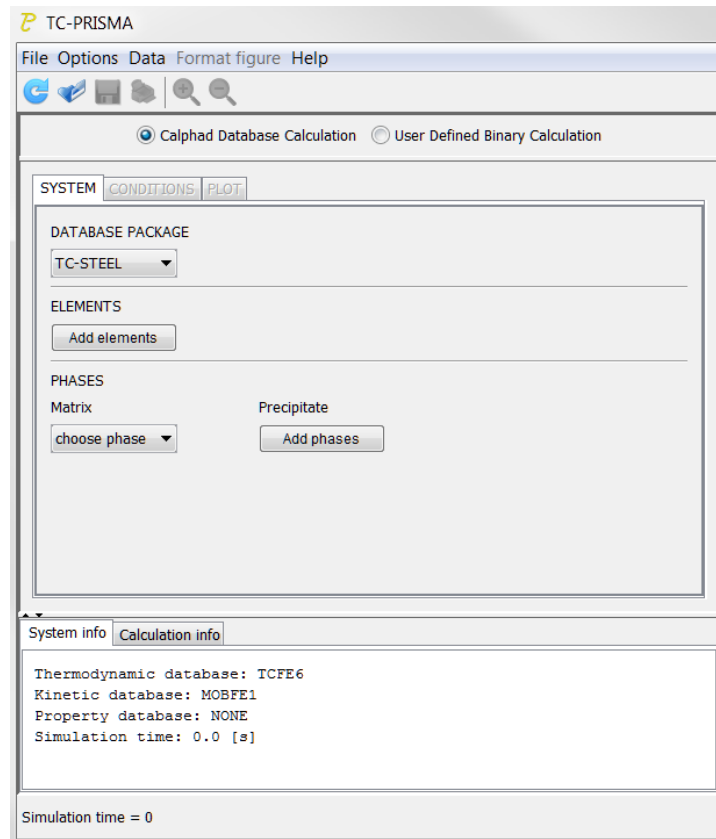 TC-PRISMA
File Options Data Format figure Help
Calphad Database Calculation User Defined Binary Calculation
SYSTEM CONDITIONS PLOT
DATABASE PACKAGE
TC-STEEL
ELEMENTS
Add elements
PHASES
Matrix Precipitate
choose phase Add phases
System info Calculation info
Thermodynamic database: TCFE6
Kinetic database: MOBFE1
Property database: NONE
Simulation time: 0.0 [s]
Simulation time = 0